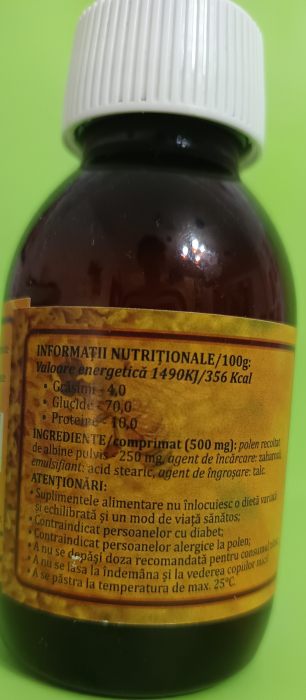 INFORMAȚII NUTRIȚIONALE/100g:
Valoare energetică 1490KJ/356 Kcal
• Grăsimi - 4,0
• Glucide - 70,0
• Proteine - 10,0
INGREDIENTE/comprimat (500 mg): polen recoltat
de albine pulvis - 250 mg, agent de încărcare: zaharoză,
emulsifiant: acid stearic, agent de îngroșare: talc.
ATENȚIONĂRI:
• Suplimentele alimentare nu înlocuiesc o dietă variată
și echilibrată și un mod de viață sănătos;
• Contraindicat persoanelor cu diabet;
• Contraindicat persoanelor alergice la polen;
• A nu se depăși doza recomandată pentru consumul
• A nu se lăsa la îndemâna și la vederea copiilor mici;
• A se păstra la temperatura de max. 25°C.